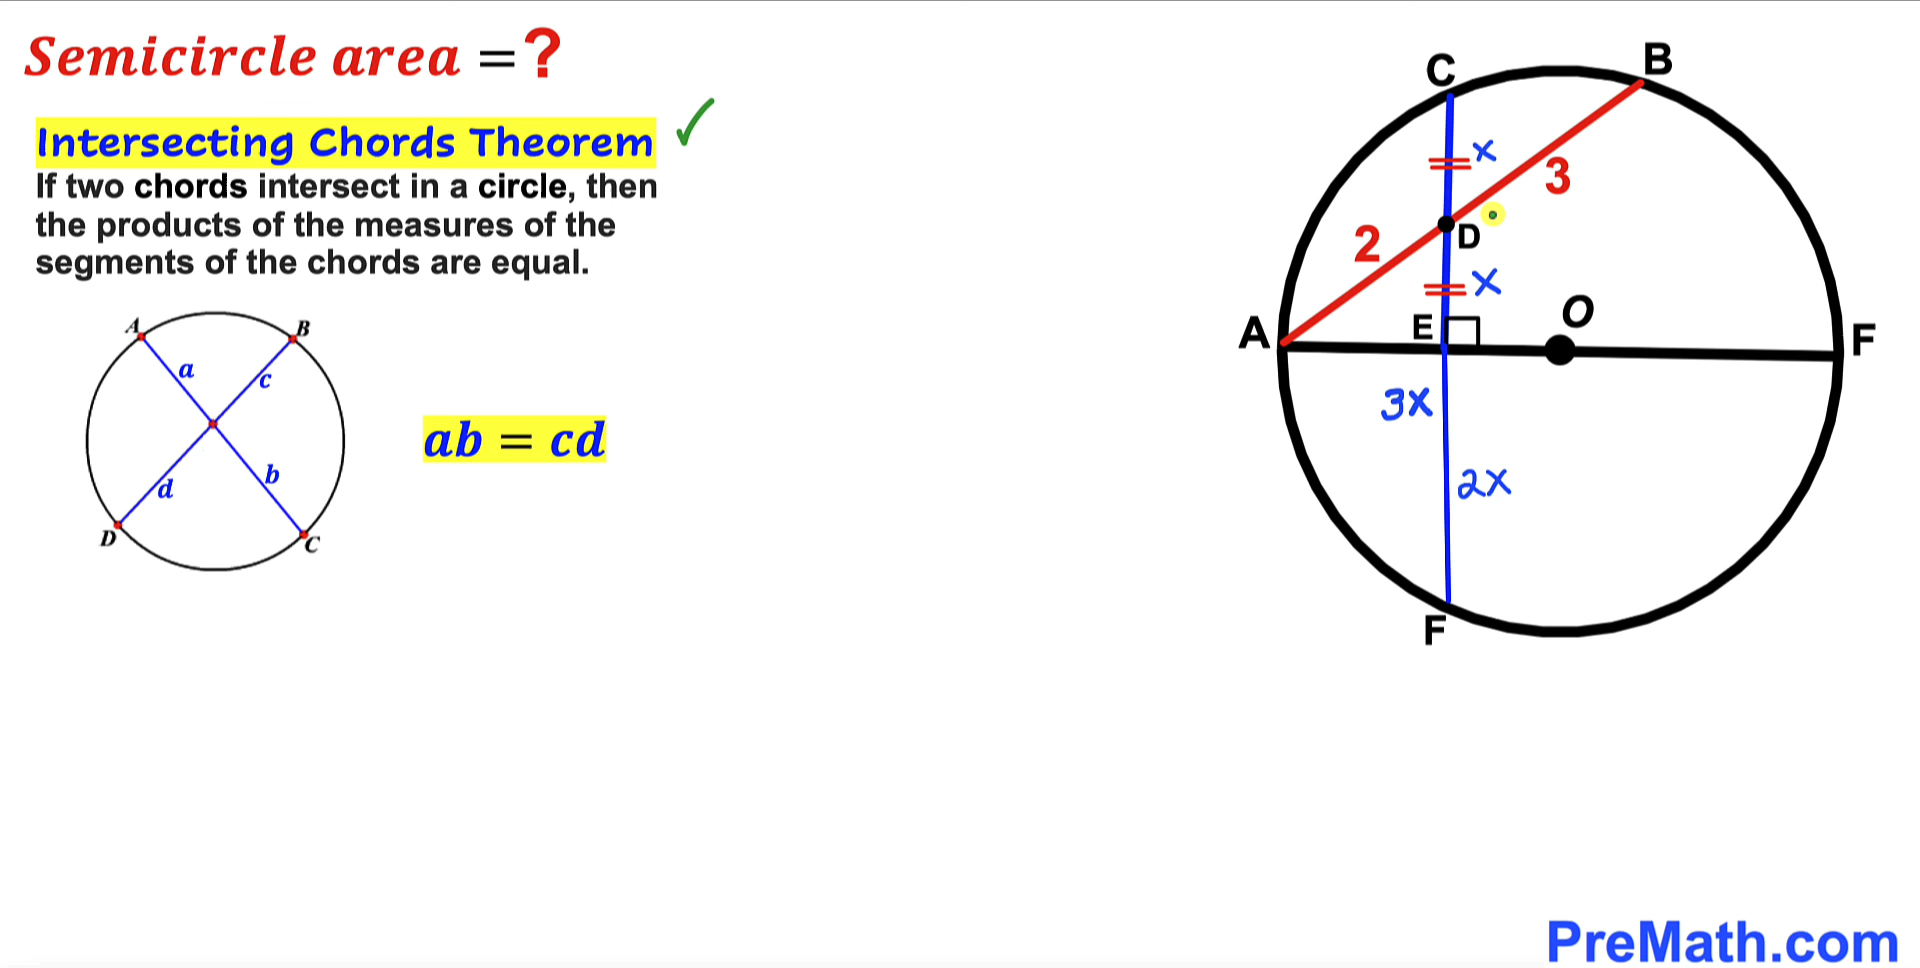 Semicircle area = ?
Intersecting Chords Theorem
If two chords intersect in a circle, then
the products of the measures of the
segments of the chords are equal.
A
B
a
c
d
b
D
C
ab = cd
C
B
x
3
2
D
x
E
O
A
F
3x
2x
F
PreMath.com